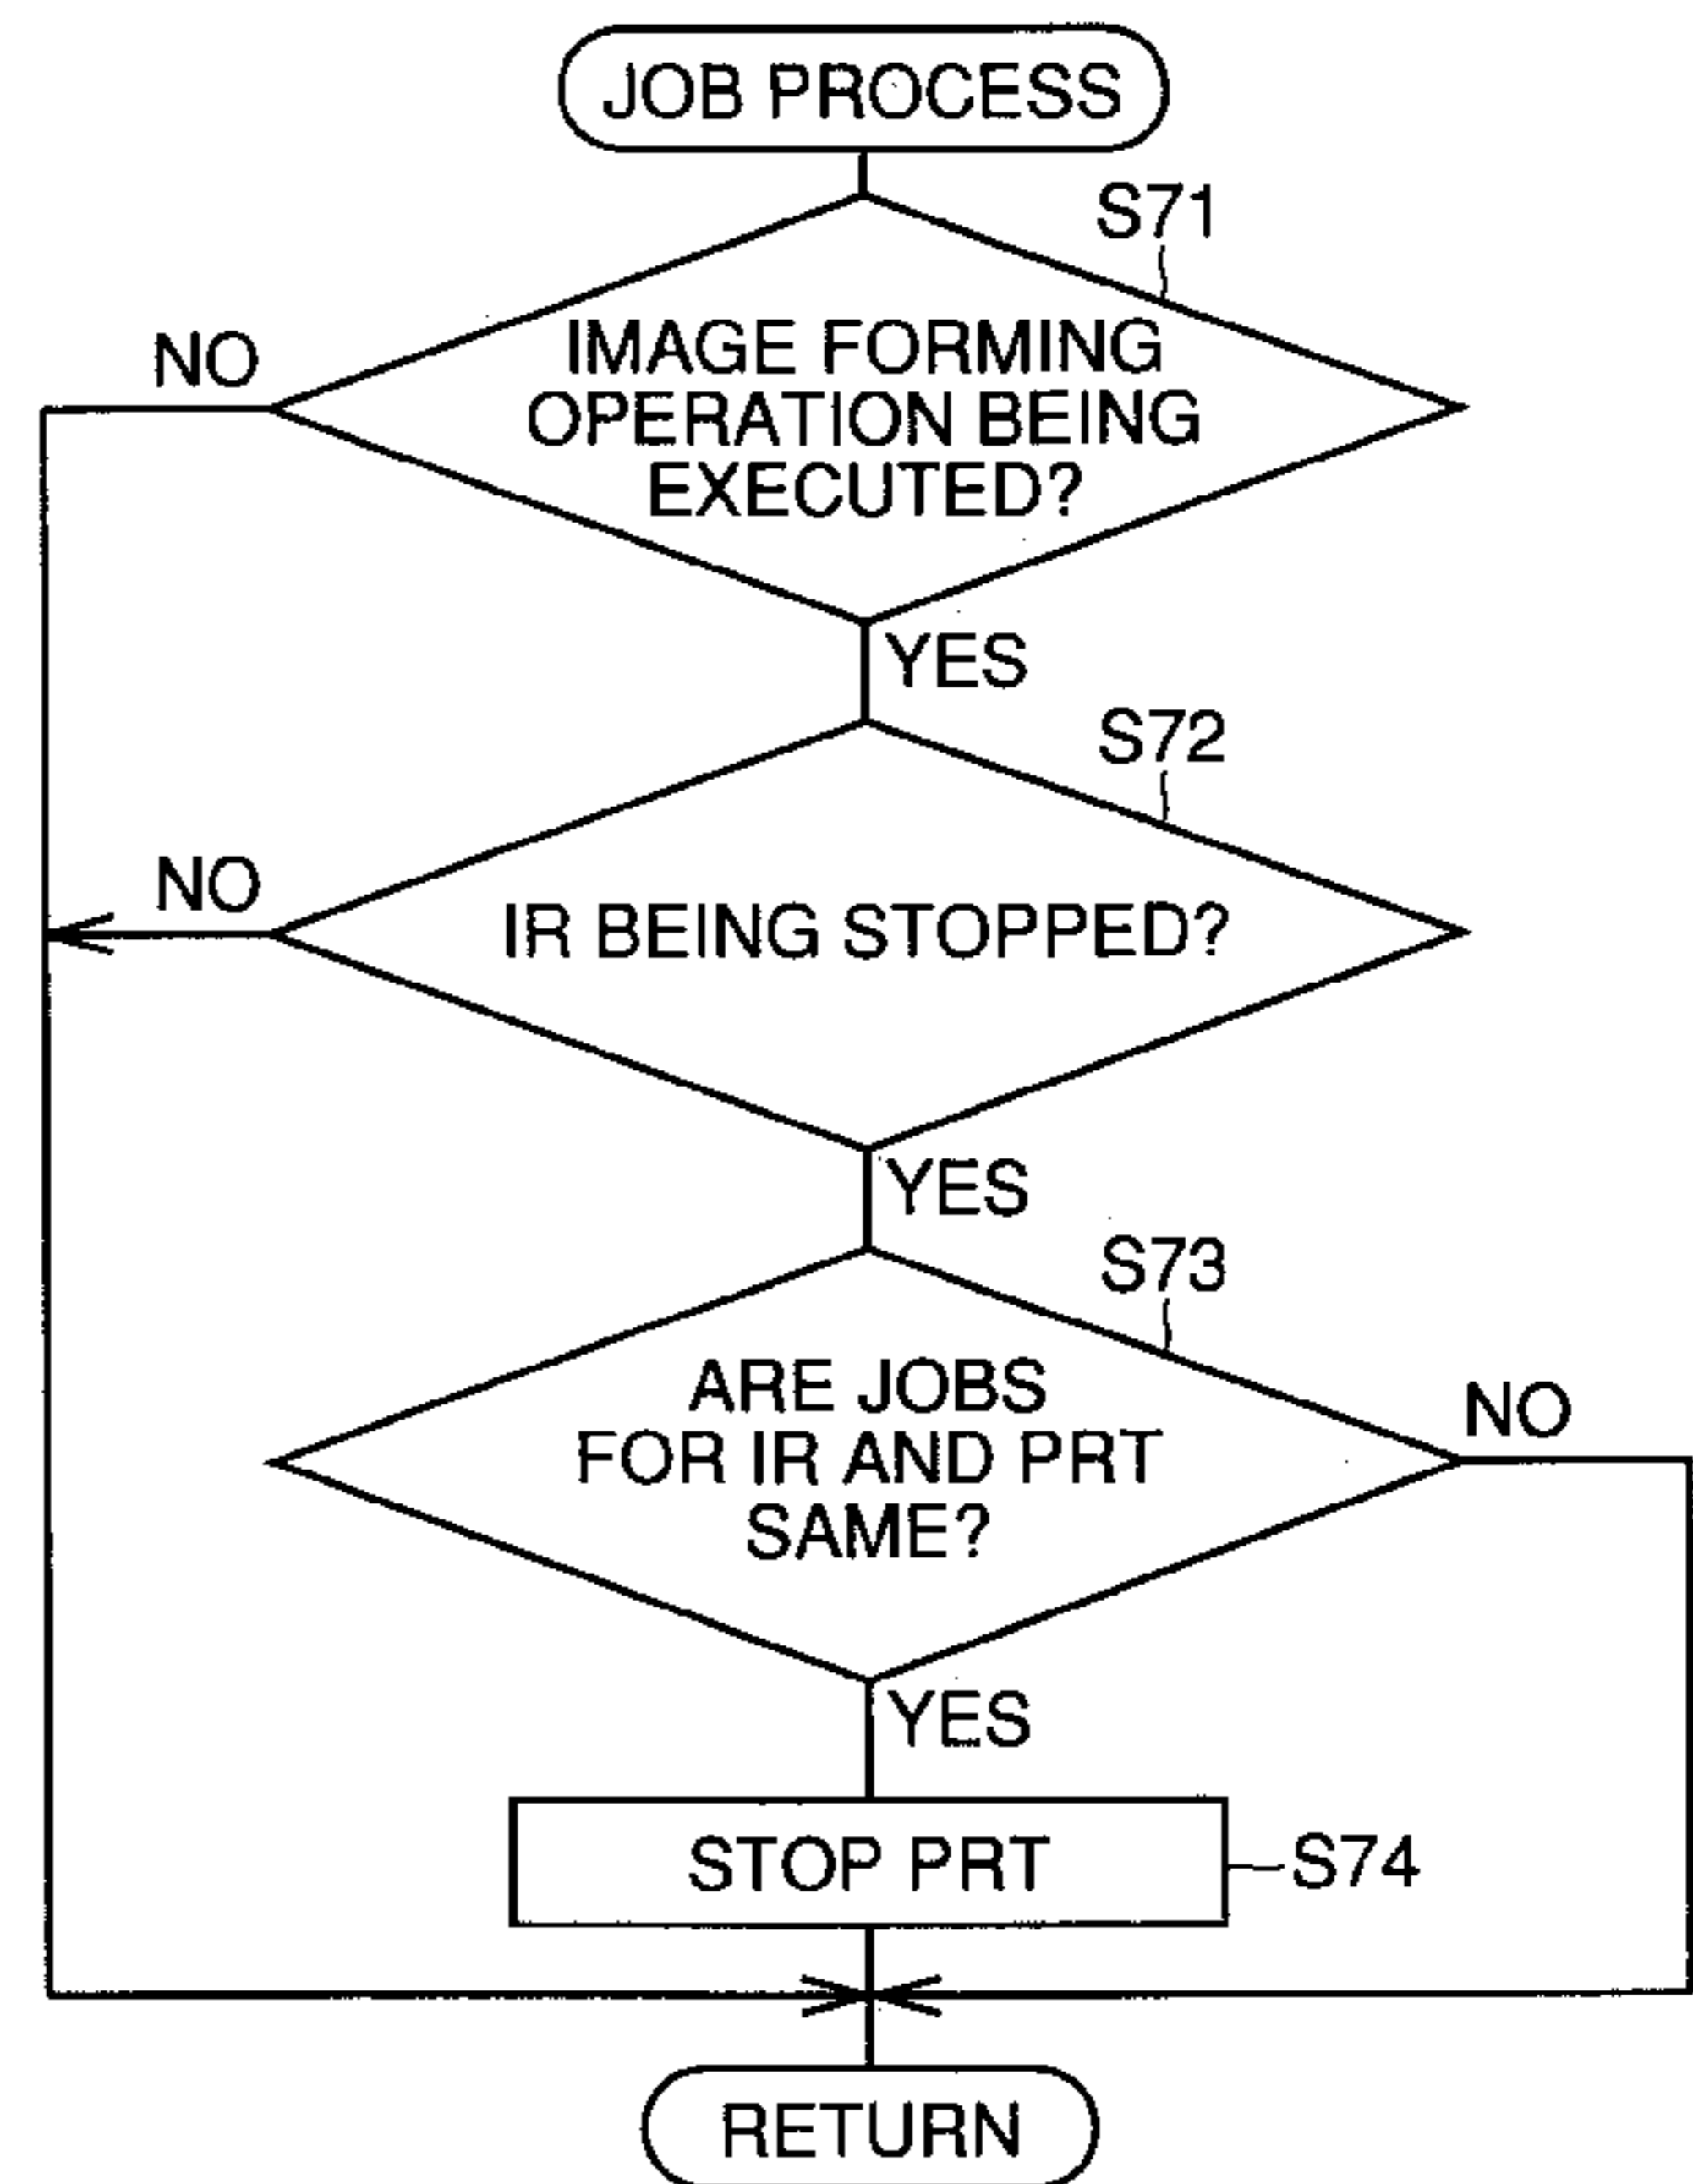 JOB PROCESS
S71
IMAGE FORMING
OPERATION BEING
EXECUTED?
NO
YES
S72
IR BEING STOPPED?
NO
YES
S73
ARE JOBS
FOR IR AND PRT
SAME?
NO
YES
STOP PRT
S74
RETURN